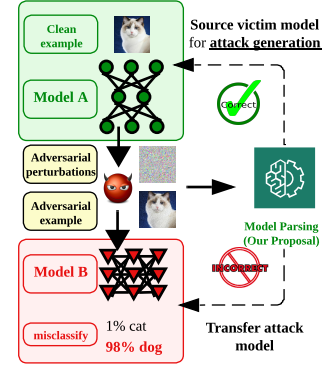 Clean
example
Source victim model
for attack generation
Model A
Correct
Adversarial
perturbations
Adversarial
example
Model Parsing
(Our Proposal)
Model B
INCORRECT
misclassify
1% cat
98% dog
Transfer attack
model